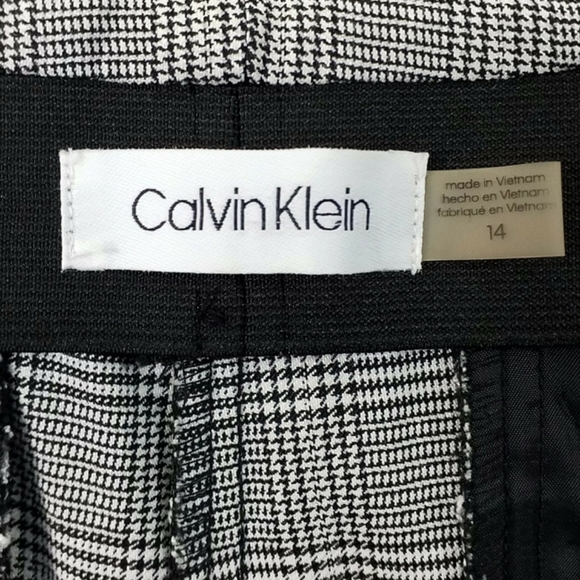 Calvin Klein
made in Vietnam
hecho en Vietnam
fabriqué en Vietnam
14